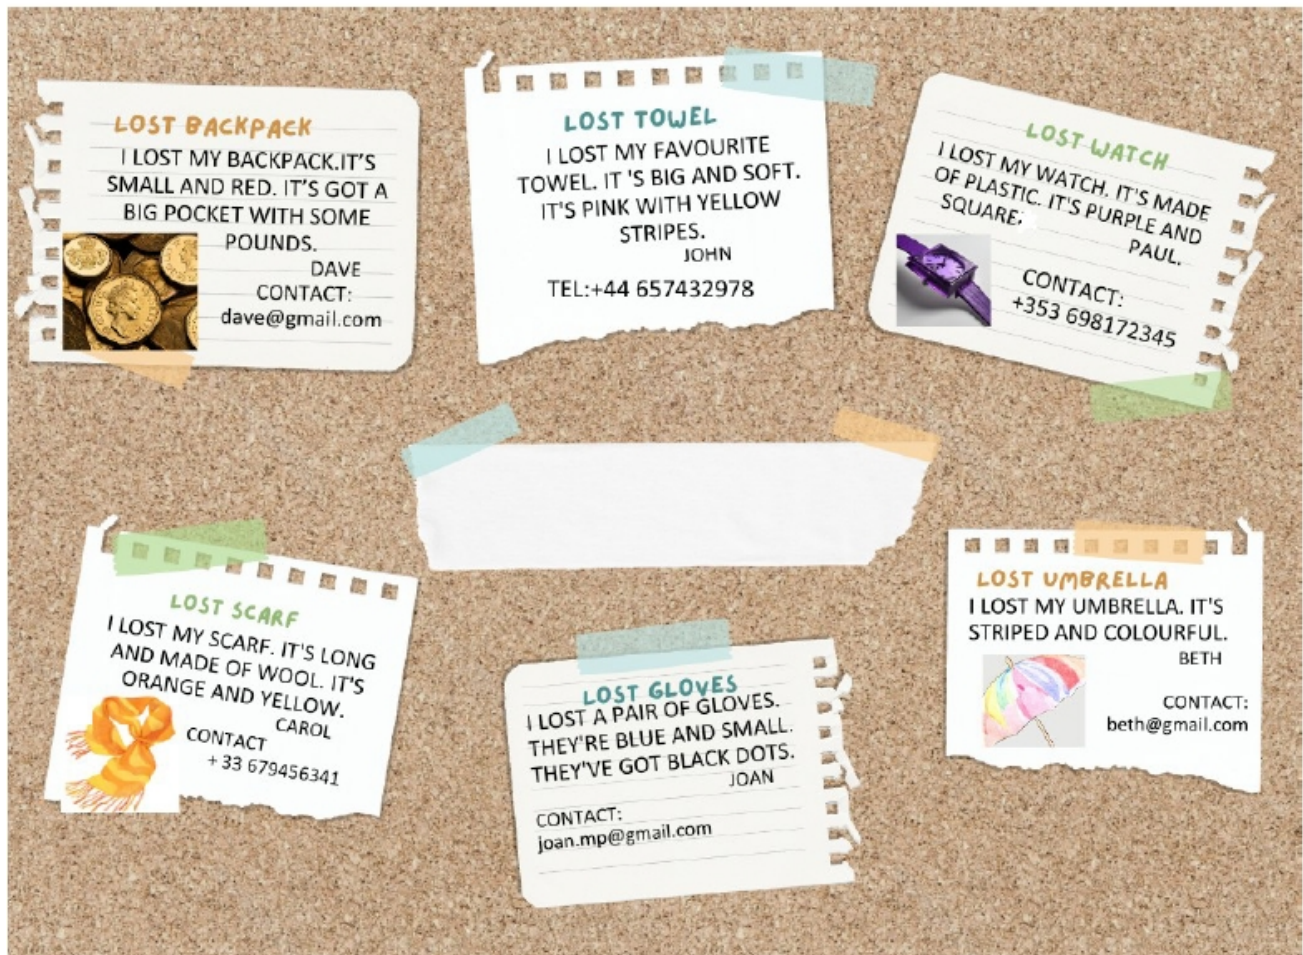 LOST BACKPACK
I LOST MY BACKPACK.IT'S
SMALL AND RED. IT'S GOT A
BIG POCKET WITH SOME
POUNDS.
DAVE
CONTACT:
dave@gmail.com
LOST TOWEL
I LOST MY FAVOURITE
TOWEL. IT 'S BIG AND SOFT.
IT'S PINK WITH YELLOW
STRIPES.
JOHN
TEL:+44 657432978
LOST WATCH
I LOST MY WATCH. IT'S MADE
OF PLASTIC. IT'S PURPLE AND
SQUARE.
PAUL.
CONTACT:
+353 698172345
LOST SCARF
I LOST MY SCARF. IT'S LONG
AND MADE OF WOOL. IT'S
ORANGE AND YELLOW.
CAROL
CONTACT
+ 33 679456341
LOST GLOVES
I LOST A PAIR OF GLOVES.
THEY'RE BLUE AND SMALL.
THEY'VE GOT BLACK DOTS.
JOAN
CONTACT:
joan.mp@gmail.com
LOST UMBRELLA
I LOST MY UMBRELLA. IT'S
STRIPED AND COLOURFUL.
BETH
CONTACT:
beth@gmail.com